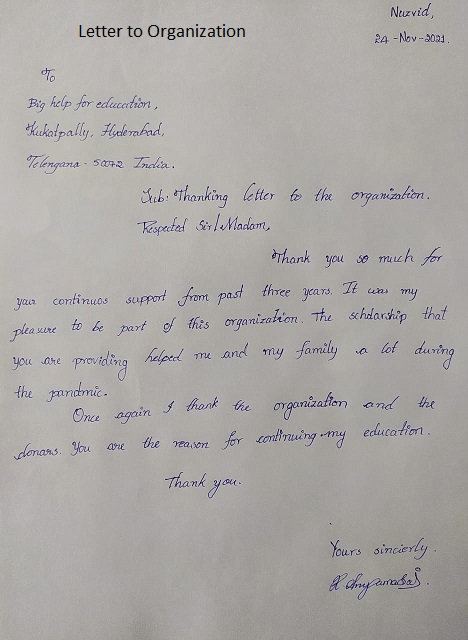 Letter to Organization
Nuzvid,
24-Nov-2021.
To
Big help for education,
Kukatpally, Hyderabad,
Telengana - 50072 India.
Sub: Thanking letter to the organization.
Respected Sir/Madam,
Thank you so much for
your continuos support from past three years. It was my
pleasure to be part of this organization. The scholarship that
you are providing helped me and my family a lot during
the pandmic.
Once again I thank the organization and the
donars. You are the reason for continuing my education.
Thank you.
Yours sincierly.